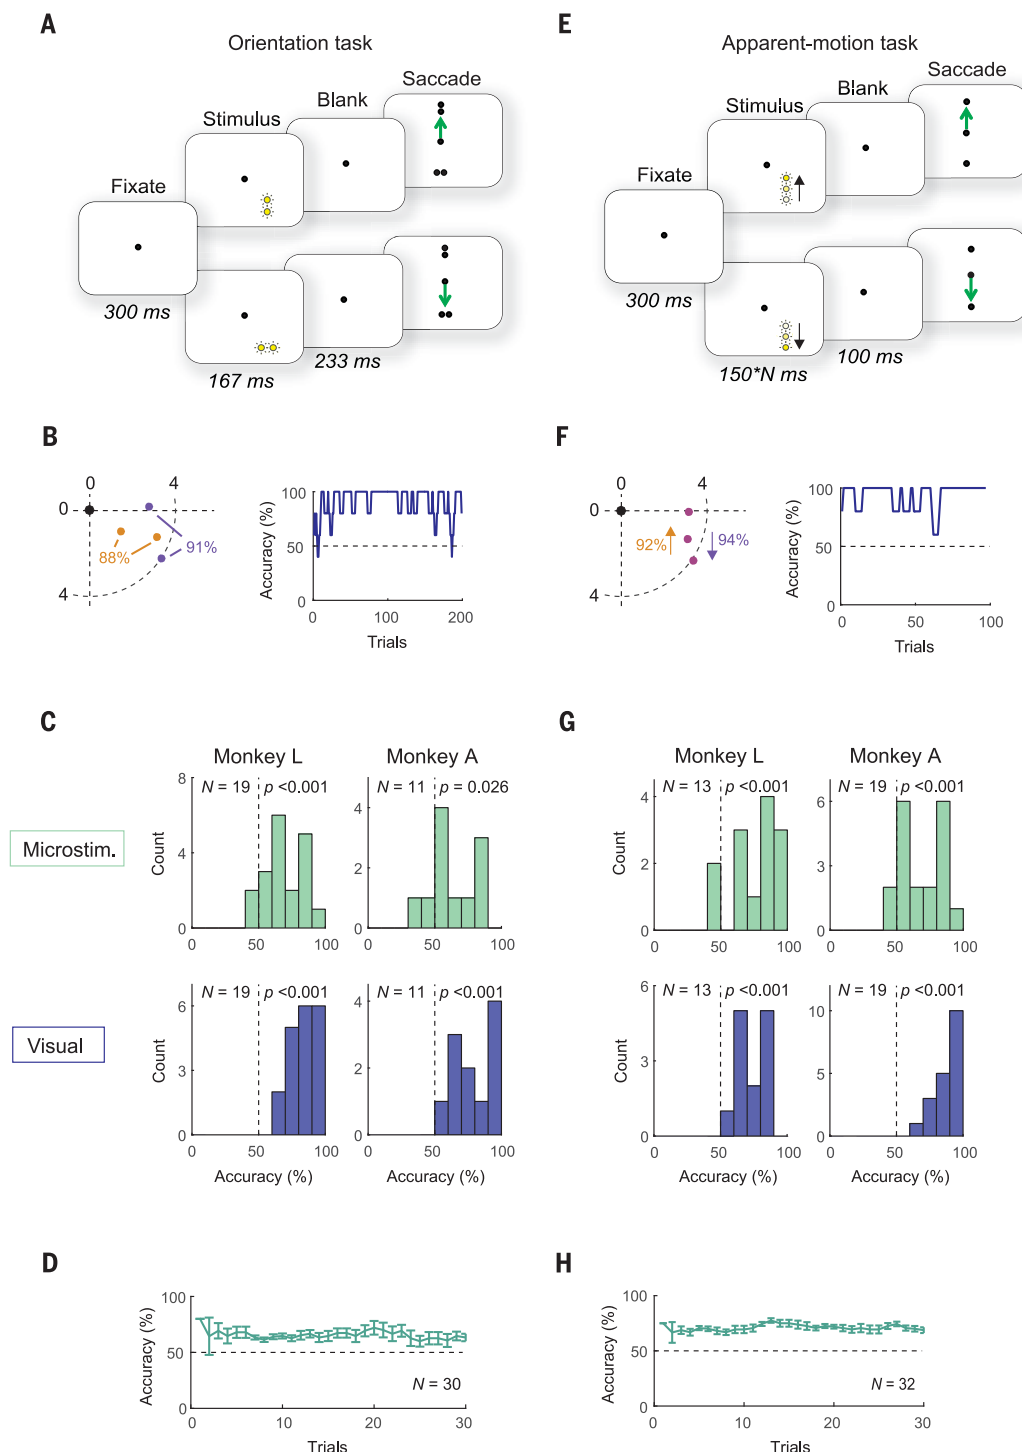 A
Orientation task
Saccade
Blank
Stimulus
Fixate
300 ms
233 ms
167 ms
E
Apparent-motion task
Saccade
Blank
Stimulus
Fixate
300 ms
100 ms
150*N ms
B
0
4
0
88%
91%
4
Accuracy (%)
100
50
0
0
100
200
Trials
F
0
4
0
92%
94%
4
Accuracy (%)
100
50
0
0
50
100
Trials
C
Monkey L
Monkey A
Microstim.
Count
8
4
0
N = 19
p <0.001
0
50
100
4
2
0
N = 11
p = 0.026
0
50
100
Visual
Count
6
3
0
N = 19
p <0.001
0
50
100
Accuracy (%)
4
2
0
N = 11
p <0.001
0
50
100
Accuracy (%)
G
Monkey L
Monkey A
Count
4
2
0
N = 13
p <0.001
0
50
100
6
3
0
N = 19
p <0.001
0
50
100
Count
5
0
N = 13
p <0.001
0
50
100
Accuracy (%)
10
5
0
N = 19
p <0.001
0
50
100
Accuracy (%)
D
Accuracy (%)
100
50
0
N = 30
0
10
20
30
Trials
H
Accuracy (%)
100
50
0
N = 32
0
10
20
30
Trials